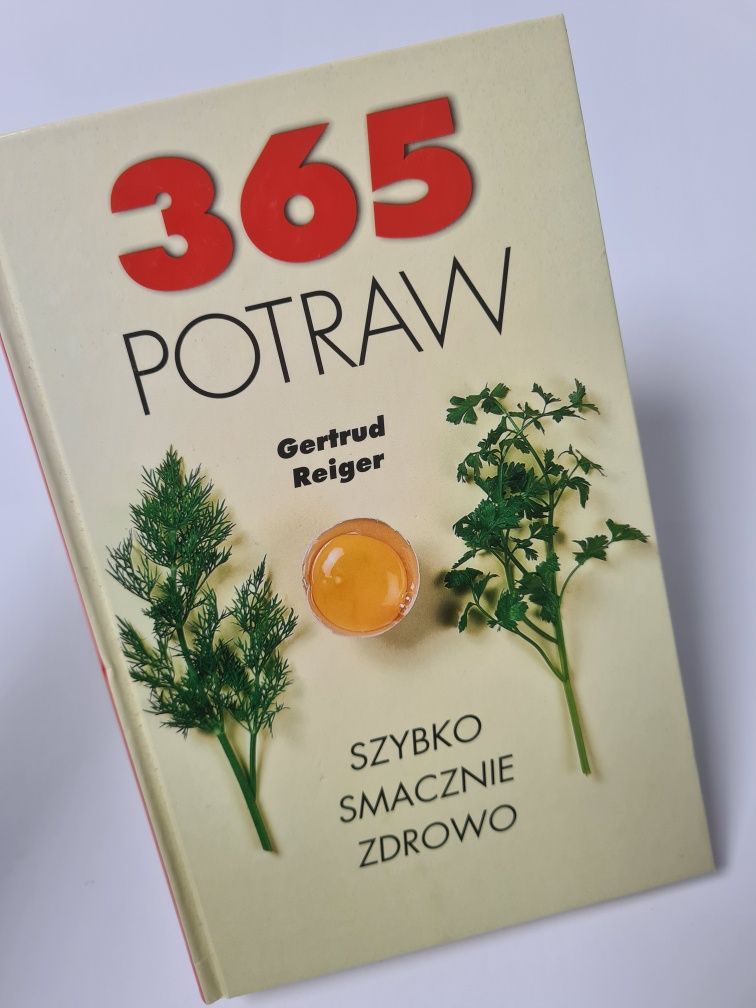 365
POTRAW
Gertrud
Reiger
SZYBKO
SMACZNIE
ZDROWO